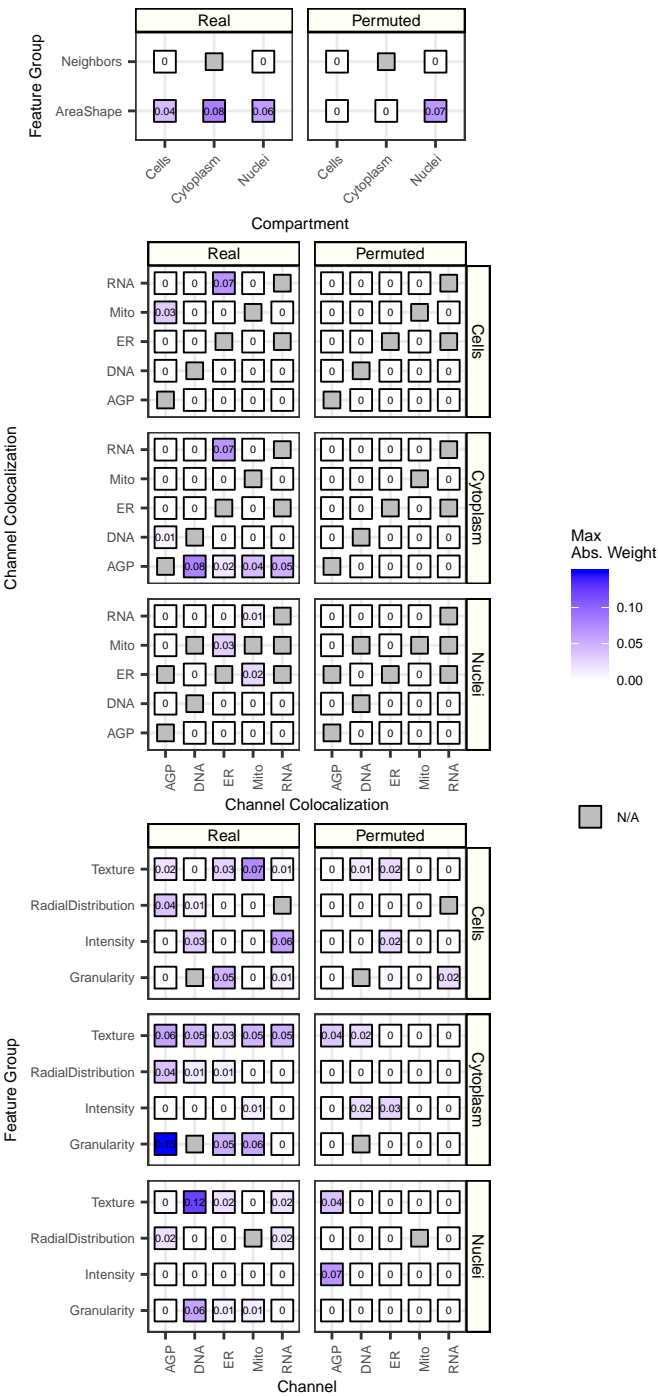 Real Permuted
Feature Group
Neighbors 0 0 0 0
AreaShape 0.04 0.08 0.06 0 0 0.07
Cells Cytoplasm Nuclei Cells Cytoplasm Nuclei
Compartment
Real Permuted
Channel Colocalization
Cells
RNA 0 0 0.07 0 0 0 0 0
Mito 0.03 0 0 0 0 0 0 0
ER 0 0 0 0 0 0
DNA 0 0 0 0 0 0 0 0
AGP 0 0 0 0 0 0 0 0
Cytoplasm
RNA 0 0 0.07 0 0 0 0 0
Mito 0 0 0 0 0 0 0 0
ER 0 0 0 0 0 0
DNA 0.01 0 0 0 0 0 0 0
AGP 0.08 0.02 0.04 0.05 0 0 0 0
Nuclei
RNA 0 0 0 0.01 0 0 0 0
Mito 0 0.03 0 0
ER 0 0.02 0 0
DNA 0 0 0 0 0 0 0 0
AGP 0 0 0 0 0 0 0 0
AGP DNA ER Mito RNA AGP DNA ER Mito RNA
Channel Colocalization
Max
Abs. Weight
0.10
0.05
0.00
N/A
Real Permuted
Feature Group
Cells
Texture 0.02 0 0.03 0.07 0.01 0 0.01 0.02 0 0
RadialDistribution 0.04 0.01 0 0 0 0 0 0
Intensity 0 0.03 0 0 0.06 0 0 0.02 0 0
Granularity 0 0.05 0 0.01 0 0 0 0.02
Cytoplasm
Texture 0.06 0.05 0.03 0.05 0.05 0.04 0.02 0 0 0
RadialDistribution 0.04 0.01 0.01 0 0 0 0 0 0 0
Intensity 0 0 0 0.01 0 0 0.02 0.03 0 0
Granularity 0.05 0.06 0 0 0 0 0
Nuclei
Texture 0 0.12 0.02 0 0.02 0.04 0 0 0 0
RadialDistribution 0.02 0 0 0.02 0 0 0 0
Intensity 0 0 0 0 0 0.07 0 0 0 0
Granularity 0 0.06 0.01 0.01 0 0 0 0 0 0
AGP DNA ER Mito RNA AGP DNA ER Mito RNA
Channel